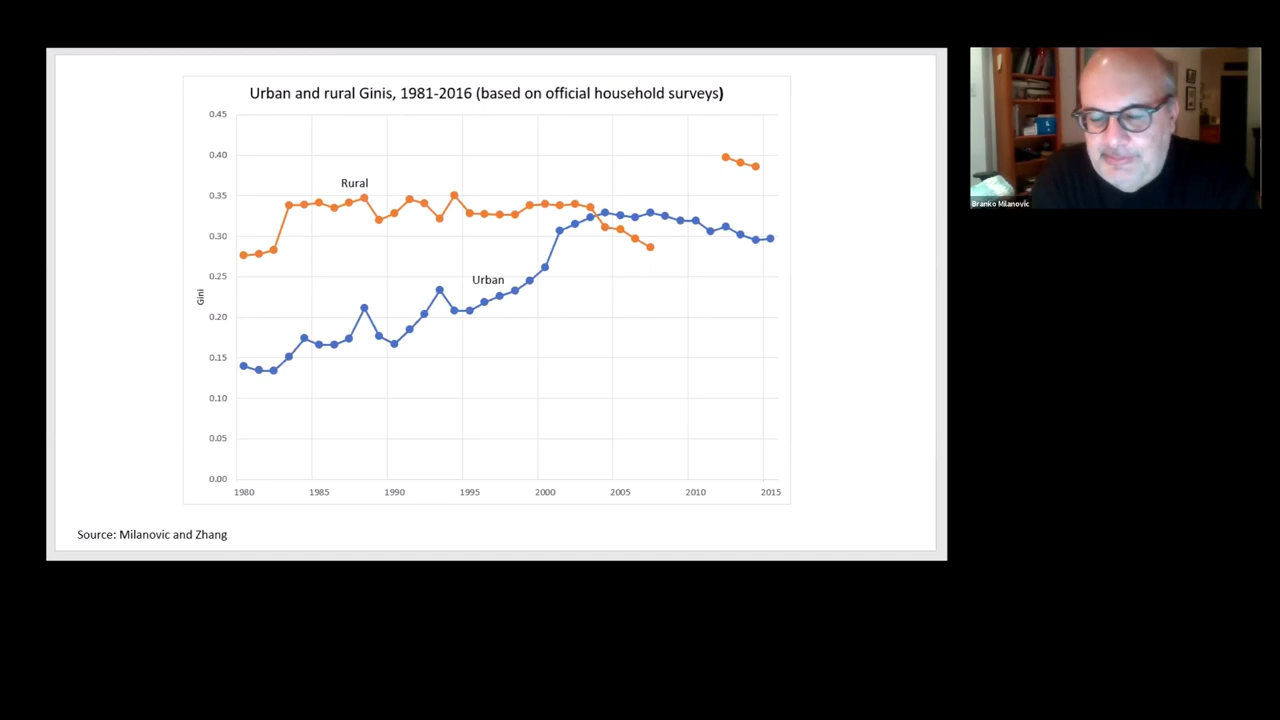 Urban and rural Ginis, 1981-2016 (based on official household surveys)
0.45
0.40
0.35
0.30
0.25
0.20
0.15
0.10
0.05
0.00
Gini
Rural
Urban
1980 1985 1990 1995 2000 2005 2010 2015
Source: Milanovic and Zhang
Branko Milanovic